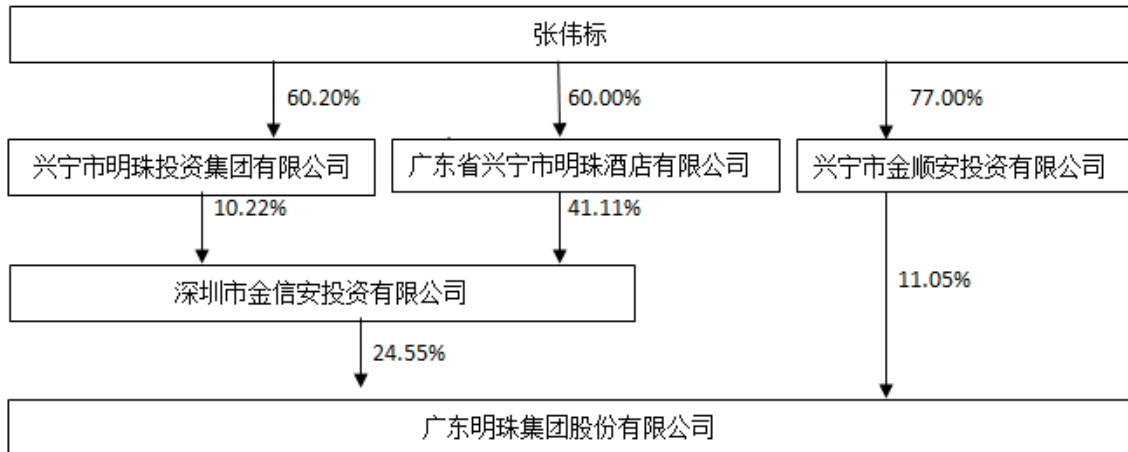 张伟标
60.20%
60.00%
77.00%
兴宁市明珠投资集团有限公司
广东省兴宁市明珠酒店有限公司
兴宁市金顺安投资有限公司
10.22%
41.11%
深圳市金信安投资有限公司
11.05%
24.55%
广东明珠集团股份有限公司